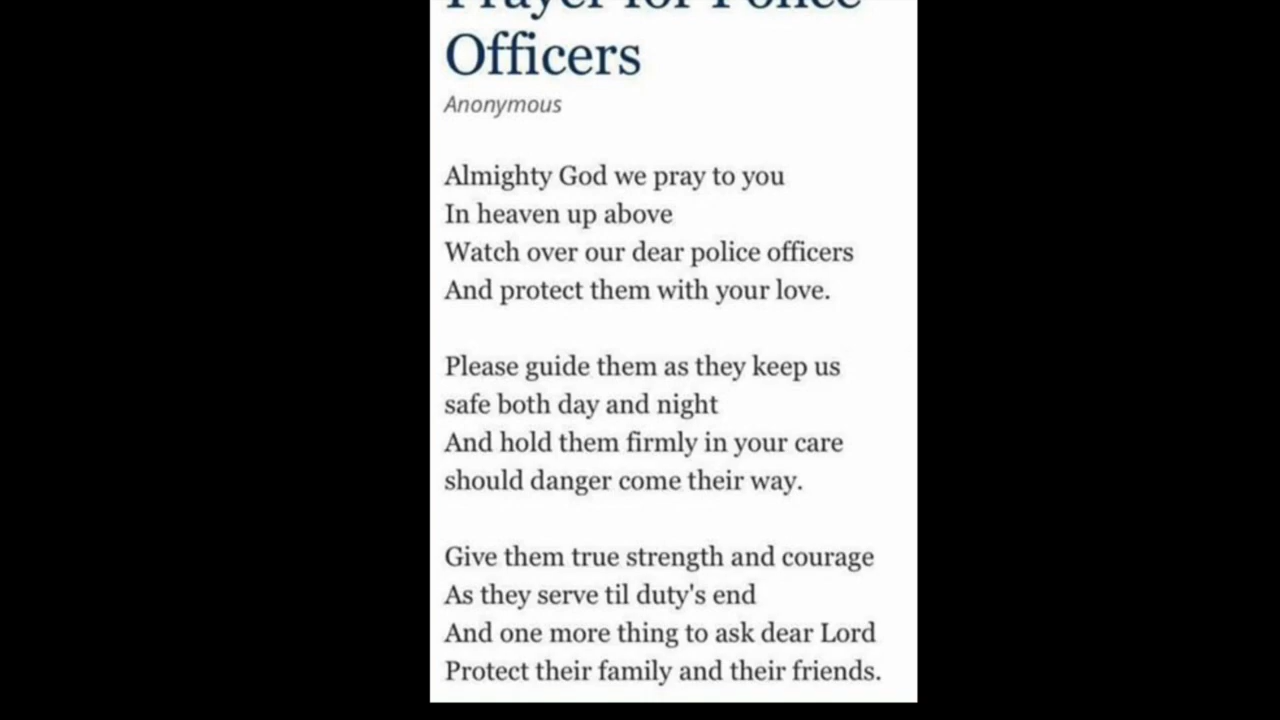 Prayer for Police
Officers
Anonymous
Almighty God we pray to you
In heaven up above
Watch over our dear police officers
And protect them with your love.
Please guide them as they keep us
safe both day and night
And hold them firmly in your care
should danger come their way.
Give them true strength and courage
As they serve til duty's end
And one more thing to ask dear Lord
Protect their family and their friends.